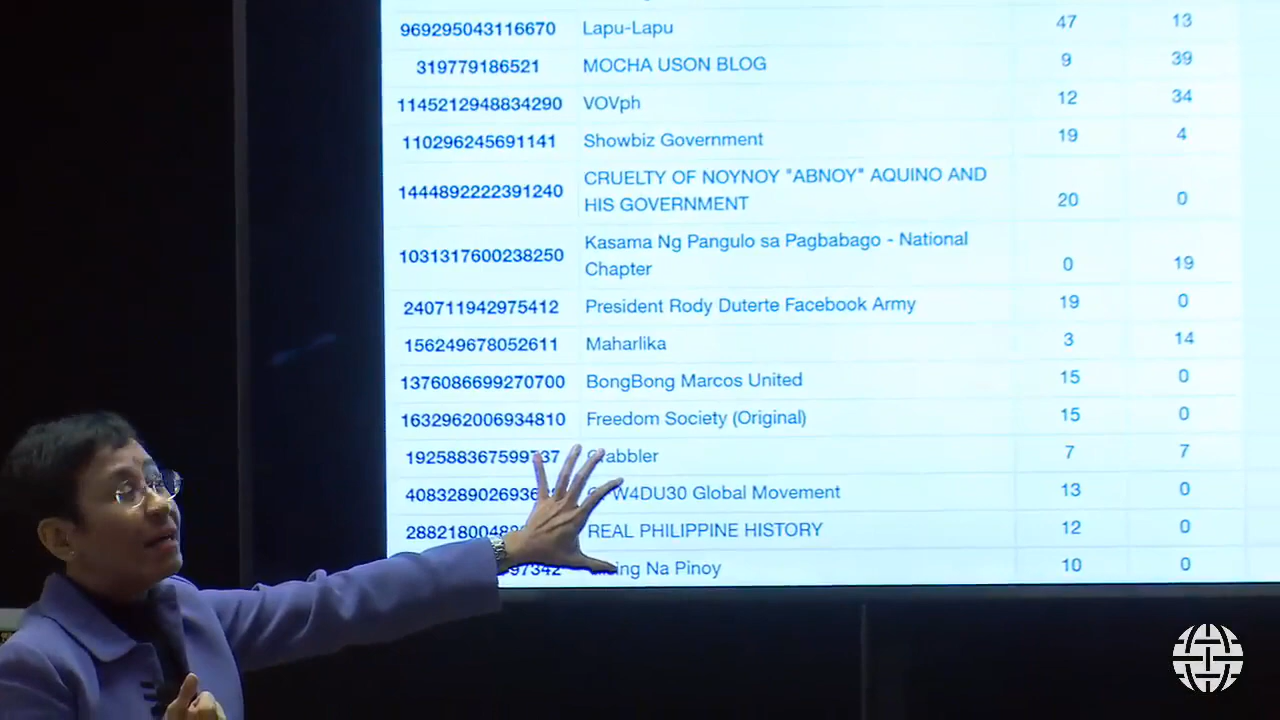 969295043116670 Lapu-Lapu 47 13
319779186521 MOCHA USON BLOG 9 39
1145212948834290 VOVph 12 34
110296245691141 Showbiz Government 19 4
1444892222391240 CRUELTY OF NOYNOY "ABNOY" AQUINO AND
HIS GOVERNMENT 20 0
1031317600238250 Kasama Ng Pangulo sa Pagbabago - National
Chapter 0 19
240711942975412 President Rody Duterte Facebook Army 19 0
156249678052611 Maharlika 3 14
1376086699270700 BongBong Marcos United 15 0
1632962006934810 Freedom Society (Original) 15 0
7 7
Global Movement 13 0
REAL PHILIPPINE HISTORY 12 0
Na Pinoy 10 0